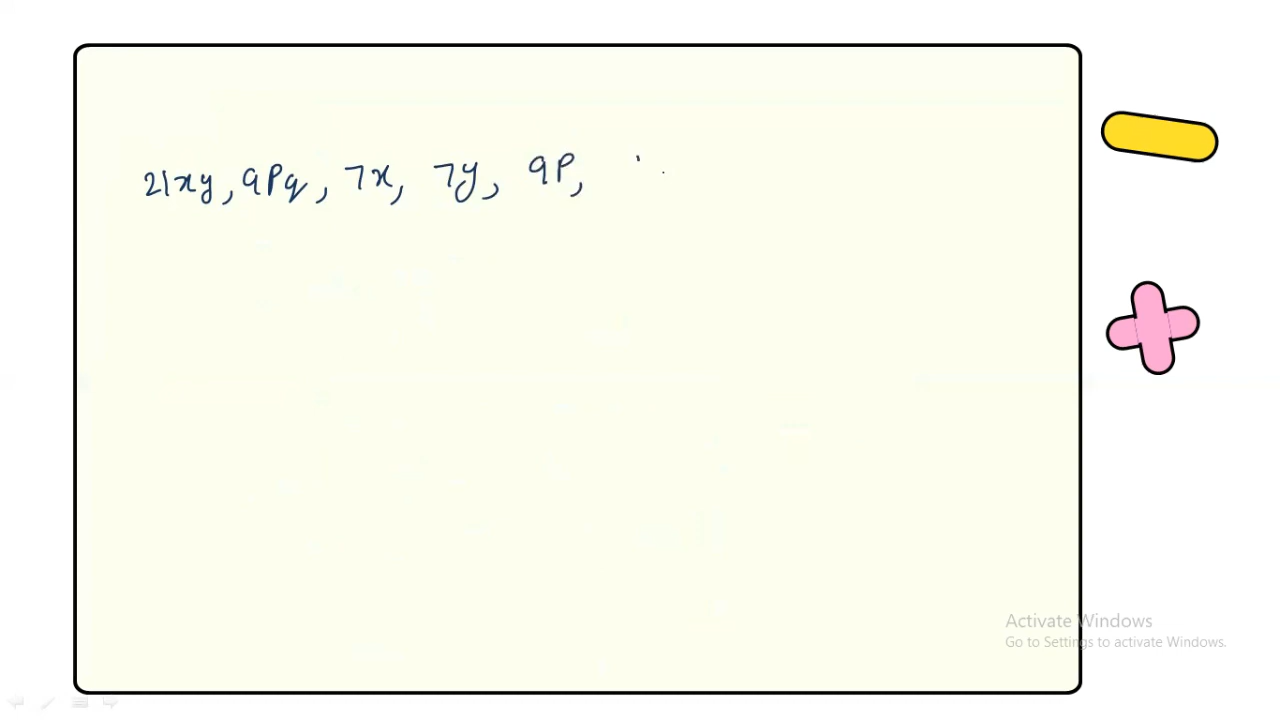 21xy, 9Pq, 7x, 7y, 9P,
Activate Windows
Go to Settings to activate Windows.